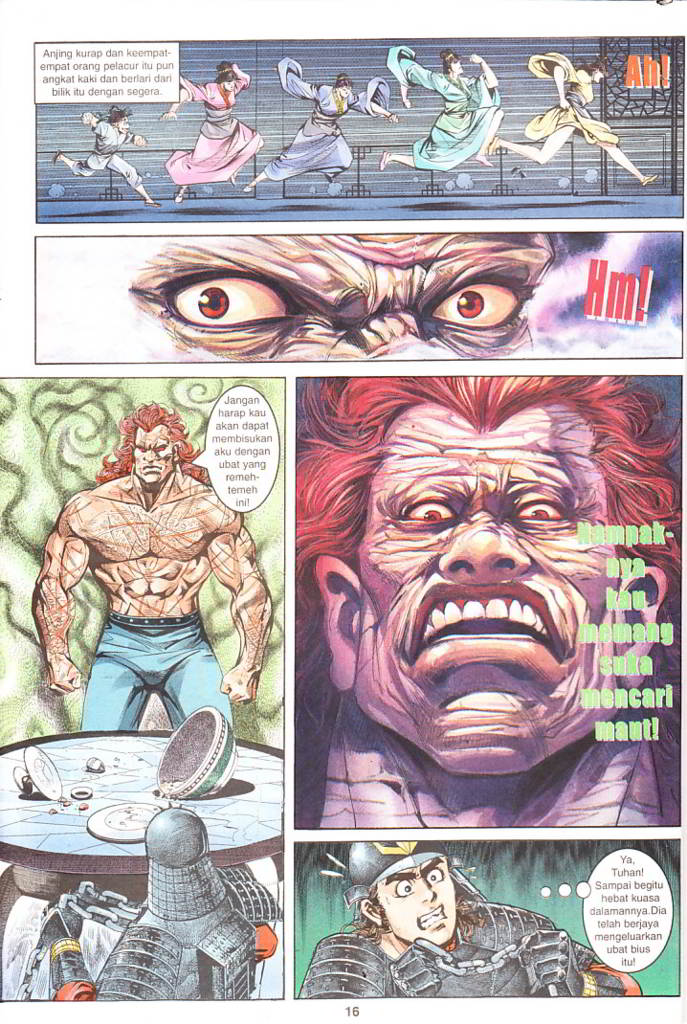 Anjing kurap dan keempat-
empat orang pelacur itu pun
angkat kaki dan berlari dari
bilik itu dengan segera.
Ah!
Hm!
Jangan
harap kau
akan dapat
membisukan
aku dengan
ubat yang
remeh-
temeh
ini!
Nampak-
nya
kau
memang
suka
mencari
maut!
Ya,
Tuhan!
Sampai begitu
hebat kuasa
dalamannya.Dia
telah berjaya
mengeluarkan
ubat bius
itu!
16